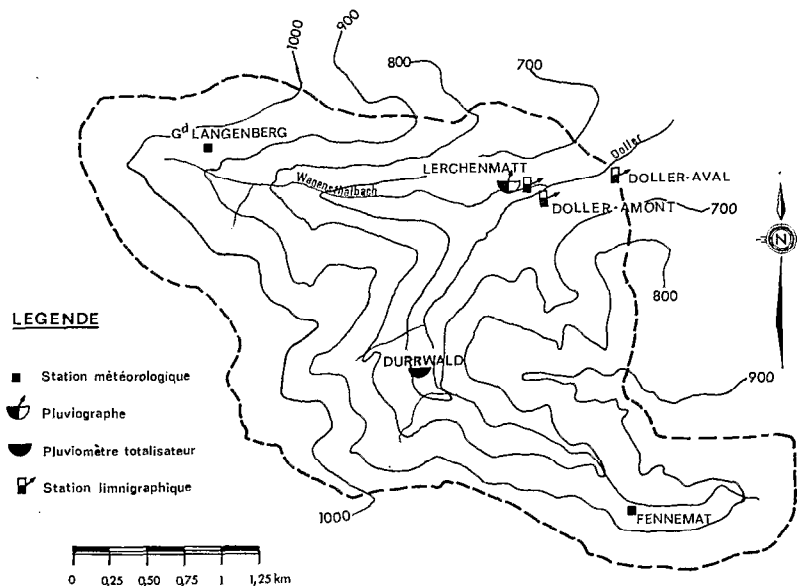 1000
900
800
700
Gd LANGENBERG
Doller
LERCHENMATT
Wagensthalbach
DOLLER-AVAL
DOLLER-AMONT
700
N
800
LEGENDE
DURRWALD
Station météorologique
900
Pluviographe
Pluviomètre totalisateur
Station limnigraphique
1000
FENNEMAT
0 0,25 0,50 0,75 1 1,25 km